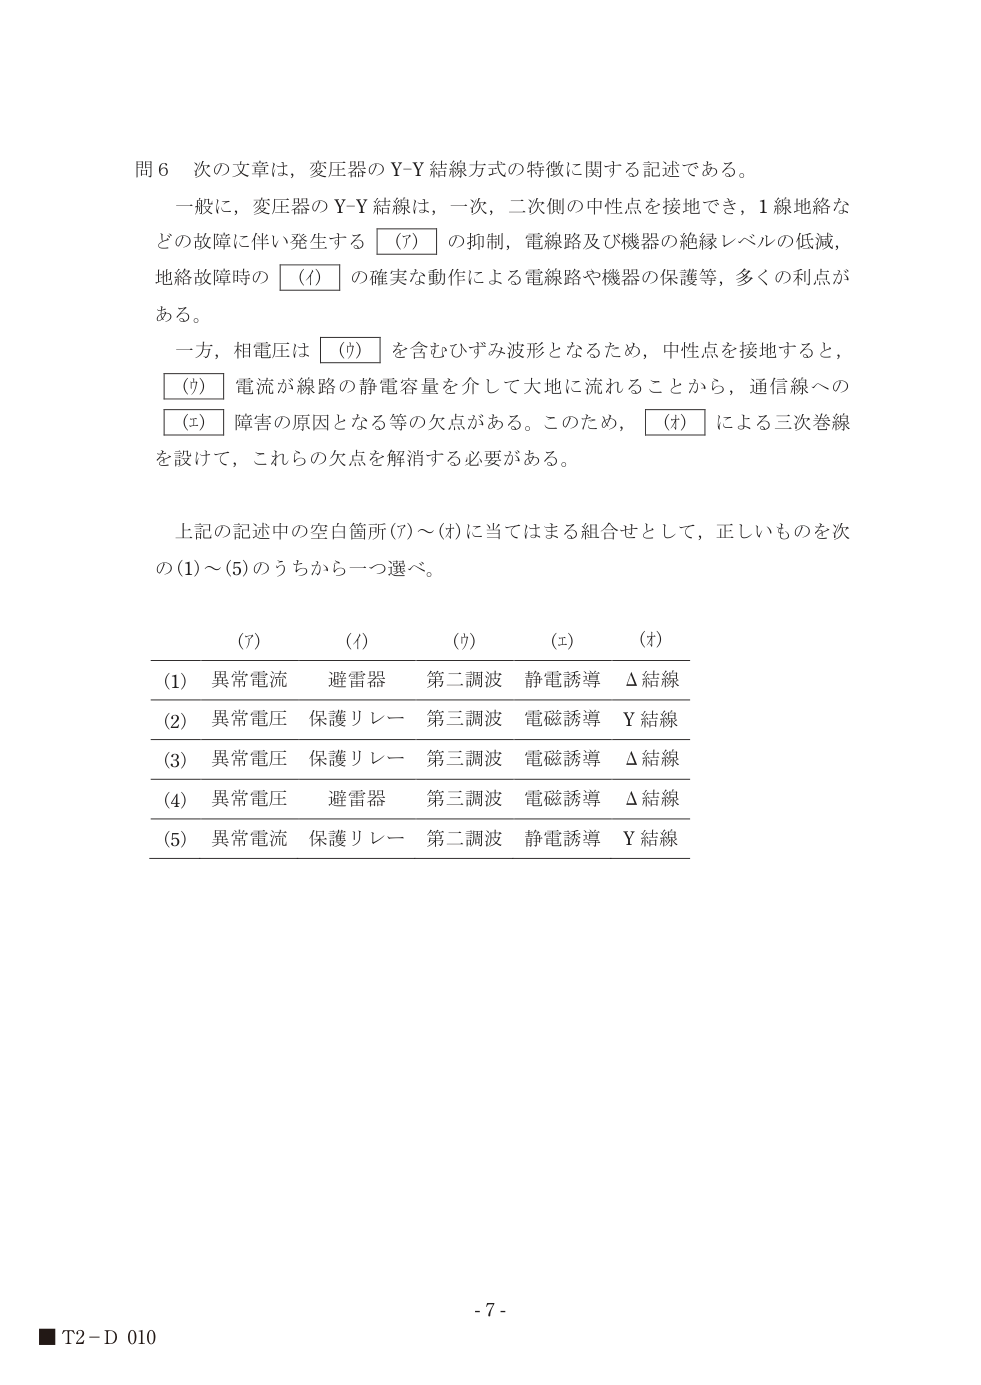 問6 次の文章は，変圧器の Y-Y 結線方式の特徴に関する記述である。
一般に，変圧器の Y-Y 結線は，一次，二次側の中性点を接地でき，1 線地絡な
どの故障に伴い発生する (ア) の抑制，電線路及び機器の絶縁レベルの低減，
地絡故障時の (イ) の確実な動作による電線路や機器の保護等，多くの利点が
ある。
一方，相電圧は (ウ) を含むひずみ波形となるため，中性点を接地すると，
(ウ) 電流が線路の静電容量を介して大地に流れることから，通信線への
(エ) 障害の原因となる等の欠点がある。このため， (オ) による三次巻線
を設けて，これらの欠点を解消する必要がある。
上記の記述中の空白箇所(ア)～(オ)に当てはまる組合せとして，正しいものを次
の(1)～(5)のうちから一つ選べ。
(ア) (イ) (ウ) (エ) (オ)
(1) 異常電流 避雷器 第二調波 静電誘導 Δ結線
(2) 異常電圧 保護リレー 第三調波 電磁誘導 Y結線
(3) 異常電圧 保護リレー 第三調波 電磁誘導 Δ結線
(4) 異常電圧 避雷器 第三調波 電磁誘導 Δ結線
(5) 異常電流 保護リレー 第二調波 静電誘導 Y結線
- 7 -
■ T2－D 010